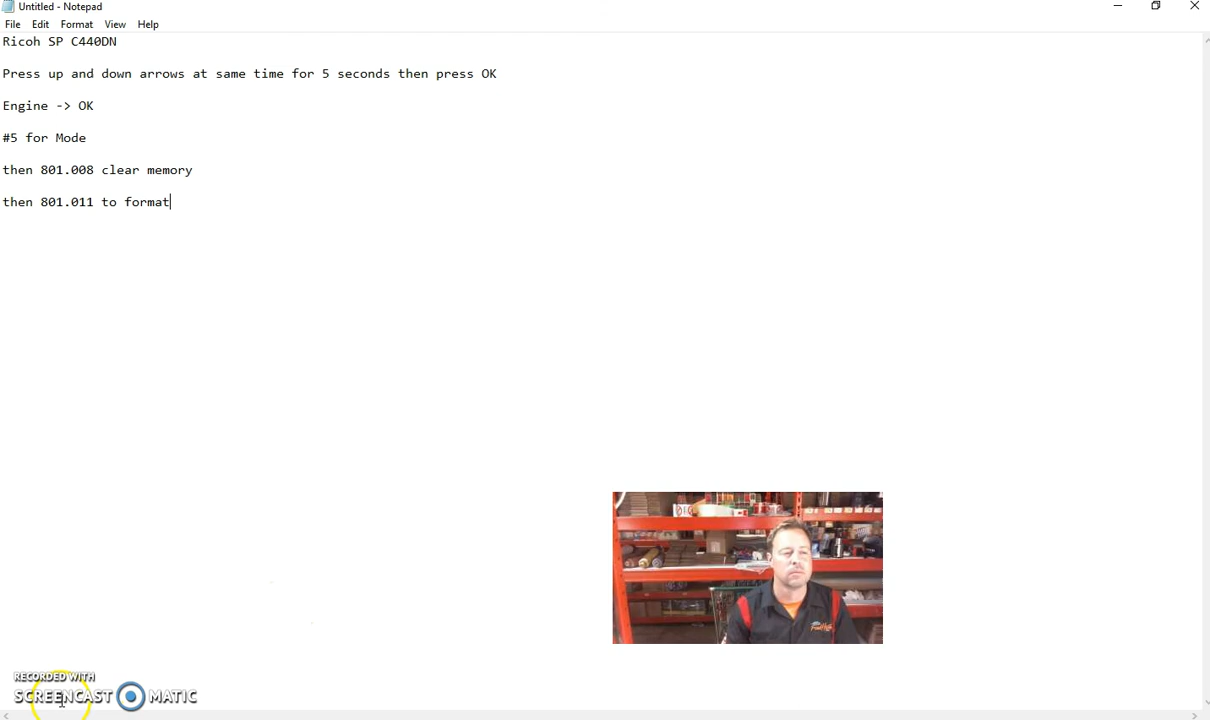 Untitled - Notepad
File Edit Format View Help
Ricoh SP C440DN
Press up and down arrows at same time for 5 seconds then press OK
Engine -> OK
#5 for Mode
then 801.008 clear memory
then 801.011 to format
RECORDED WITH
SCREENCAST MATIC